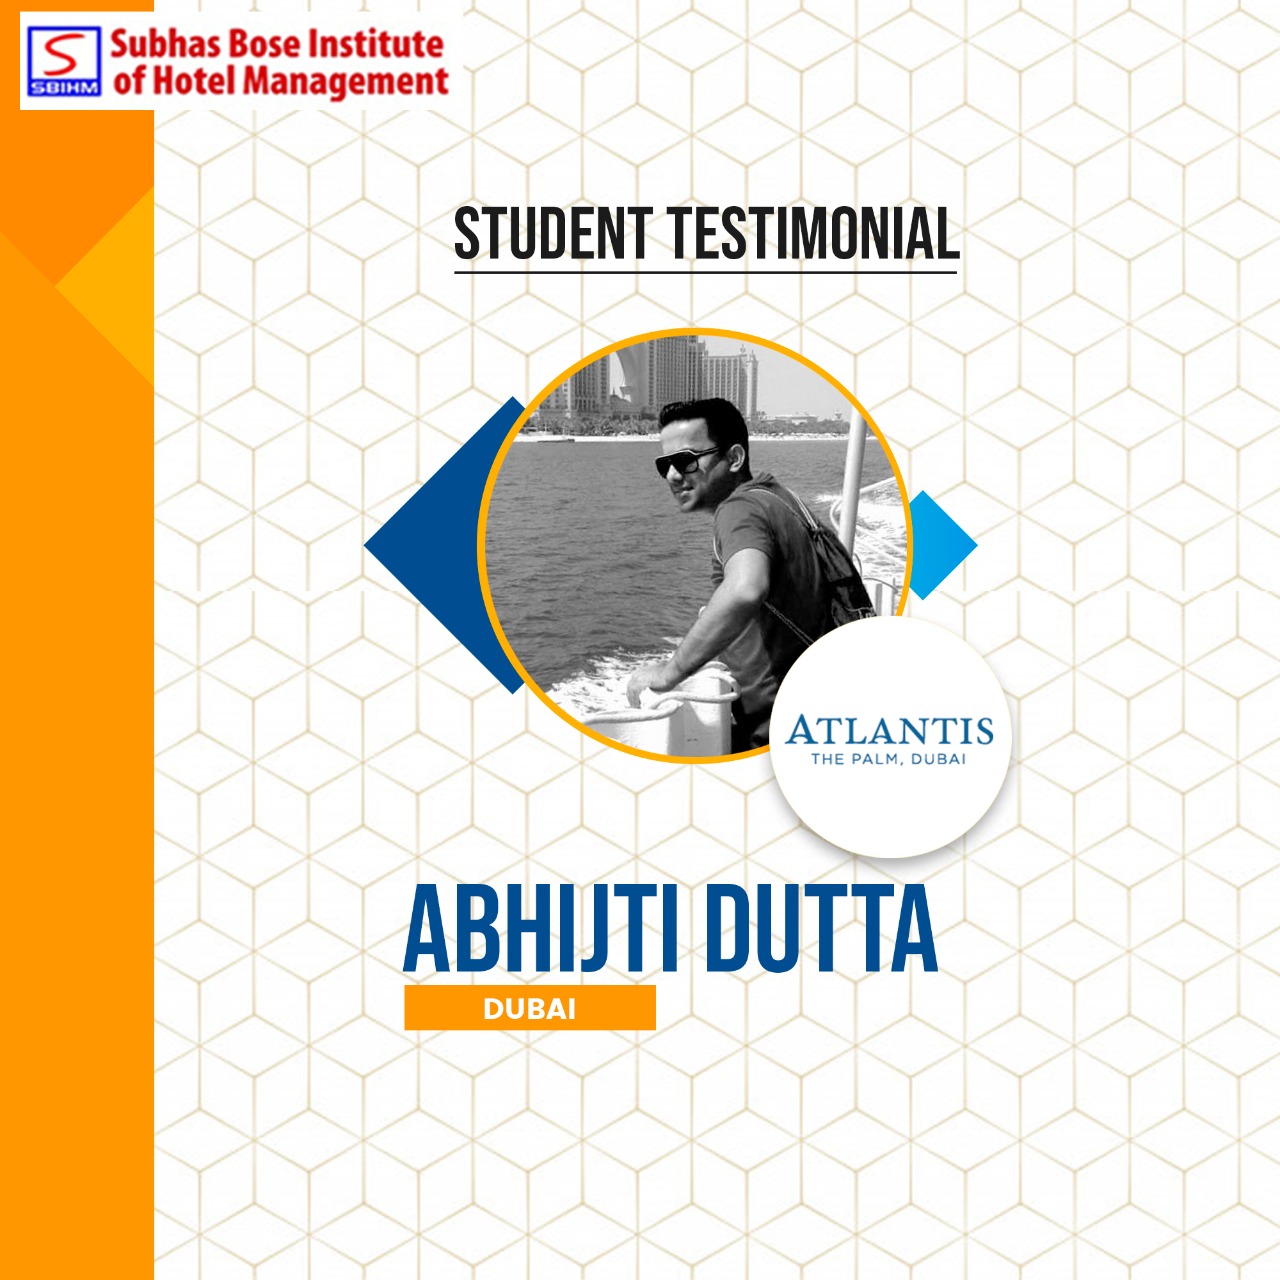 SBIHM
Subhas Bose Institute
of Hotel Management
STUDENT TESTIMONIAL
ATLANTIS
THE PALM, DUBAI
ABHIJTI DUTTA
DUBAI